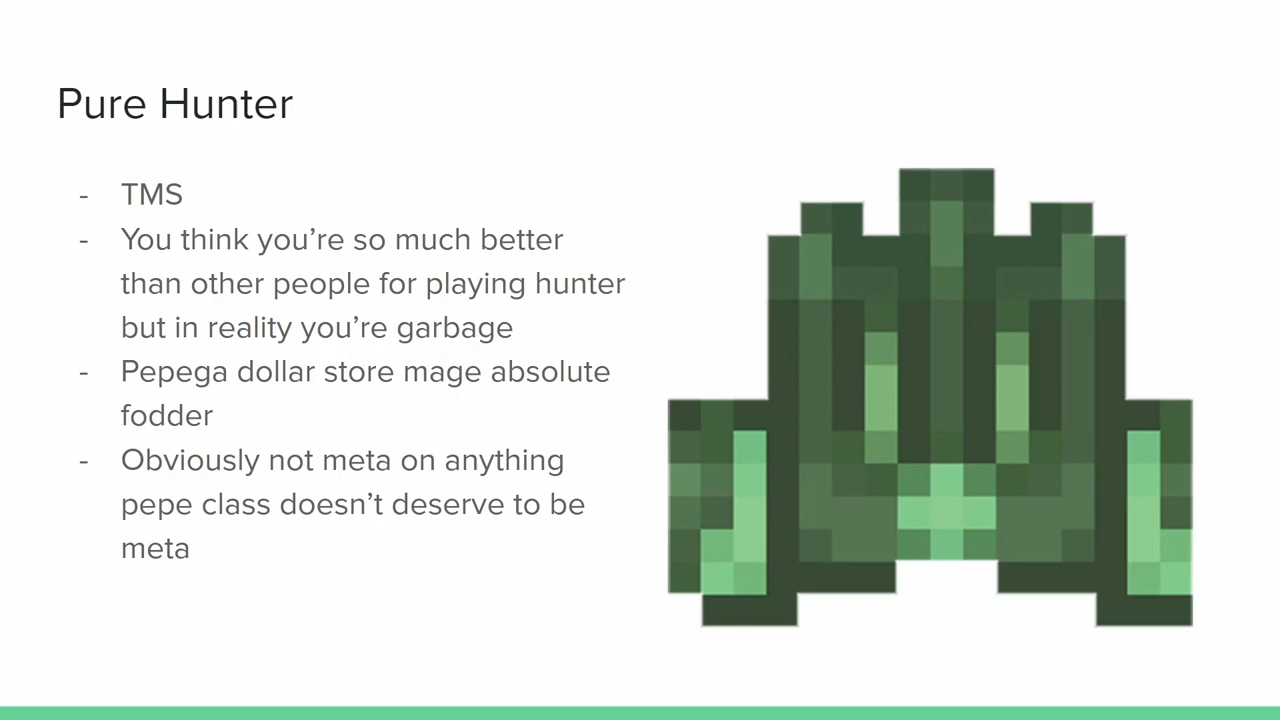 Pure Hunter
- TMS
- You think you’re so much better
than other people for playing hunter
but in reality you’re garbage
- Pepega dollar store mage absolute
fodder
- Obviously not meta on anything
pepe class doesn’t deserve to be
meta